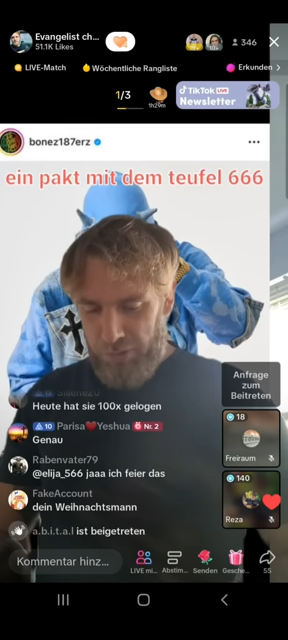 Evangelist ch...
51.1K Likes
346
LIVE-Match
Wöchentliche Rangliste
Erkunden
1/3
1h29m
TikTok LIVE
Newsletter
bonez187erz
ein pakt mit dem teufel 666
Heute hat sie 100x gelogen
10 Parisa❤️Yeshua Nr. 2
Genau
Rabenvater79
@elija_566 jaaa ich feier das
FakeAccount
dein Weihnachtsmann
a.b.i.t.a.l ist beigetreten
Anfrage
zum
Beitreten
18
Freiraum
140
Reza
Kommentar hinz...
LIVE mi...
Abstim...
Senden
Gesche...
55